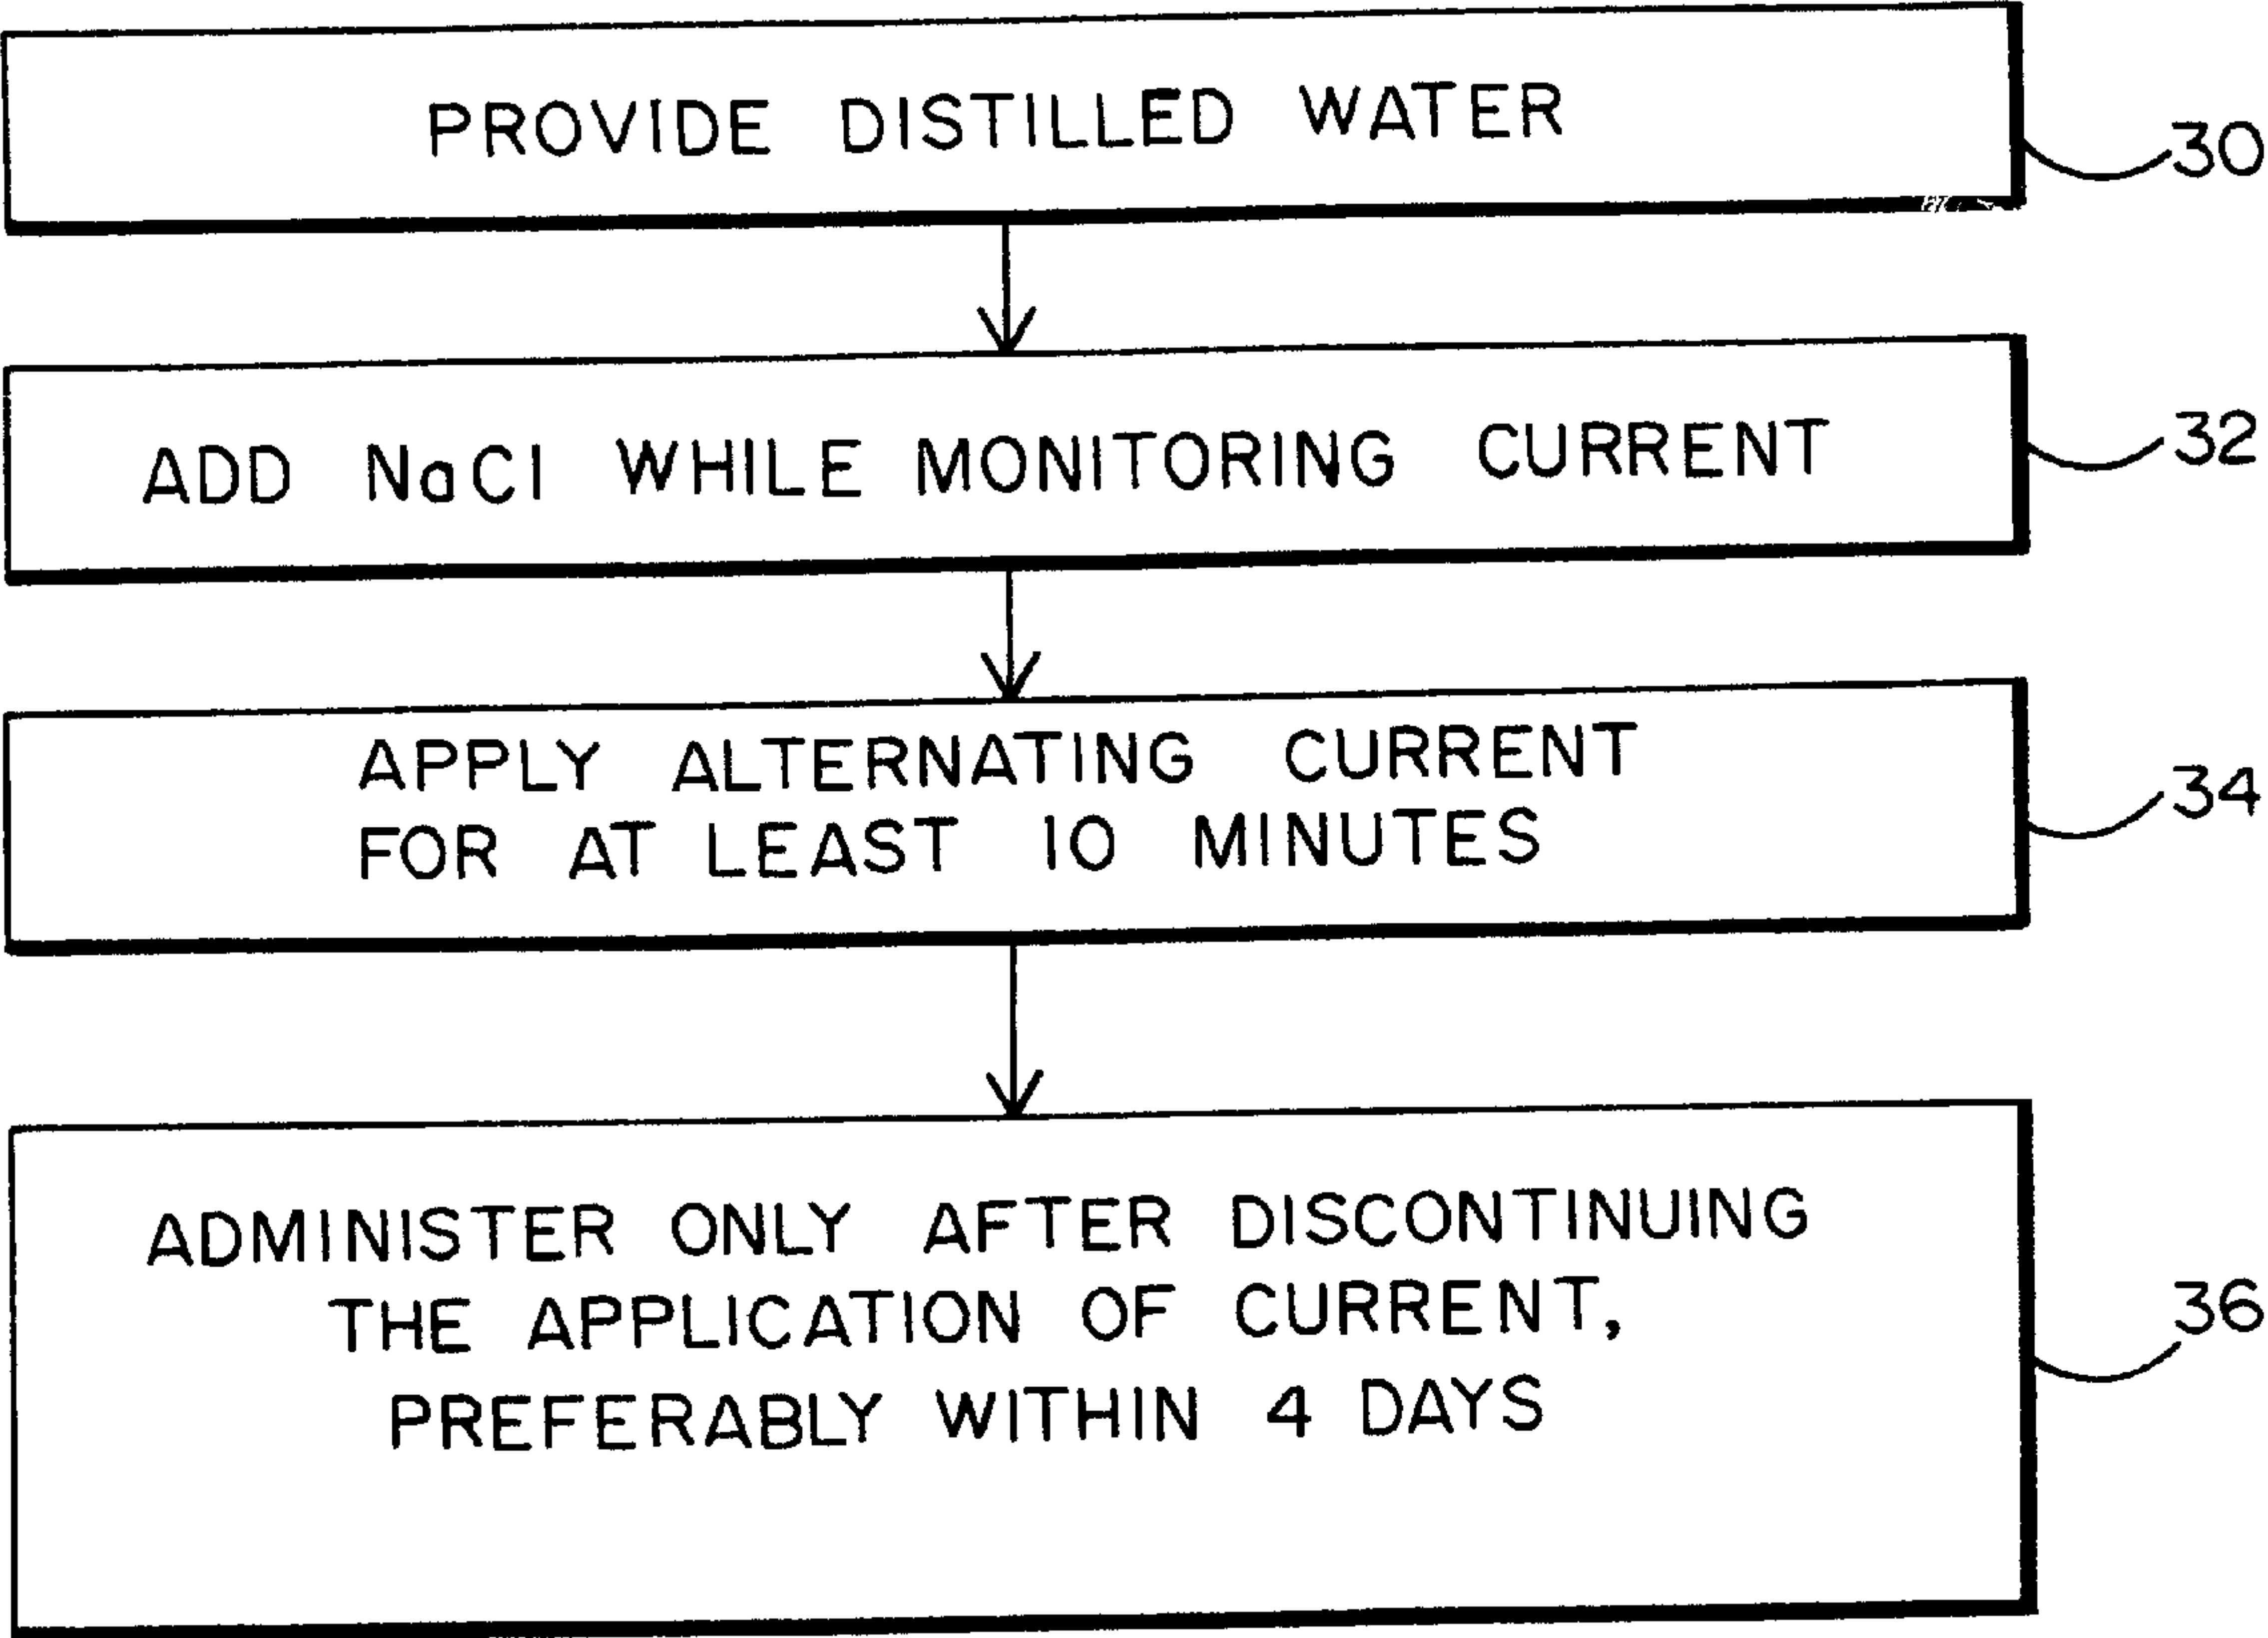 PROVIDE DISTILLED WATER
30
ADD NaCl WHILE MONITORING CURRENT
32
APPLY ALTERNATING CURRENT
FOR AT LEAST 10 MINUTES
34
ADMINISTER ONLY AFTER DISCONTINUING
THE APPLICATION OF CURRENT,
PREFERABLY WITHIN 4 DAYS
36